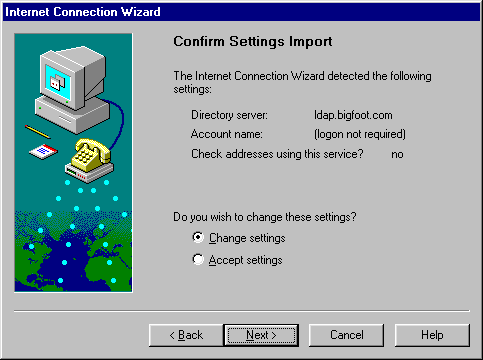 Internet Connection Wizard
Confirm Settings Import
The Internet Connection Wizard detected the following
settings:
Directory server: ldap.bigfoot.com
Account name: (logon not required)
Check addresses using this service? no
Do you wish to change these settings?
Change settings
Accept settings
< Back Next > Cancel Help